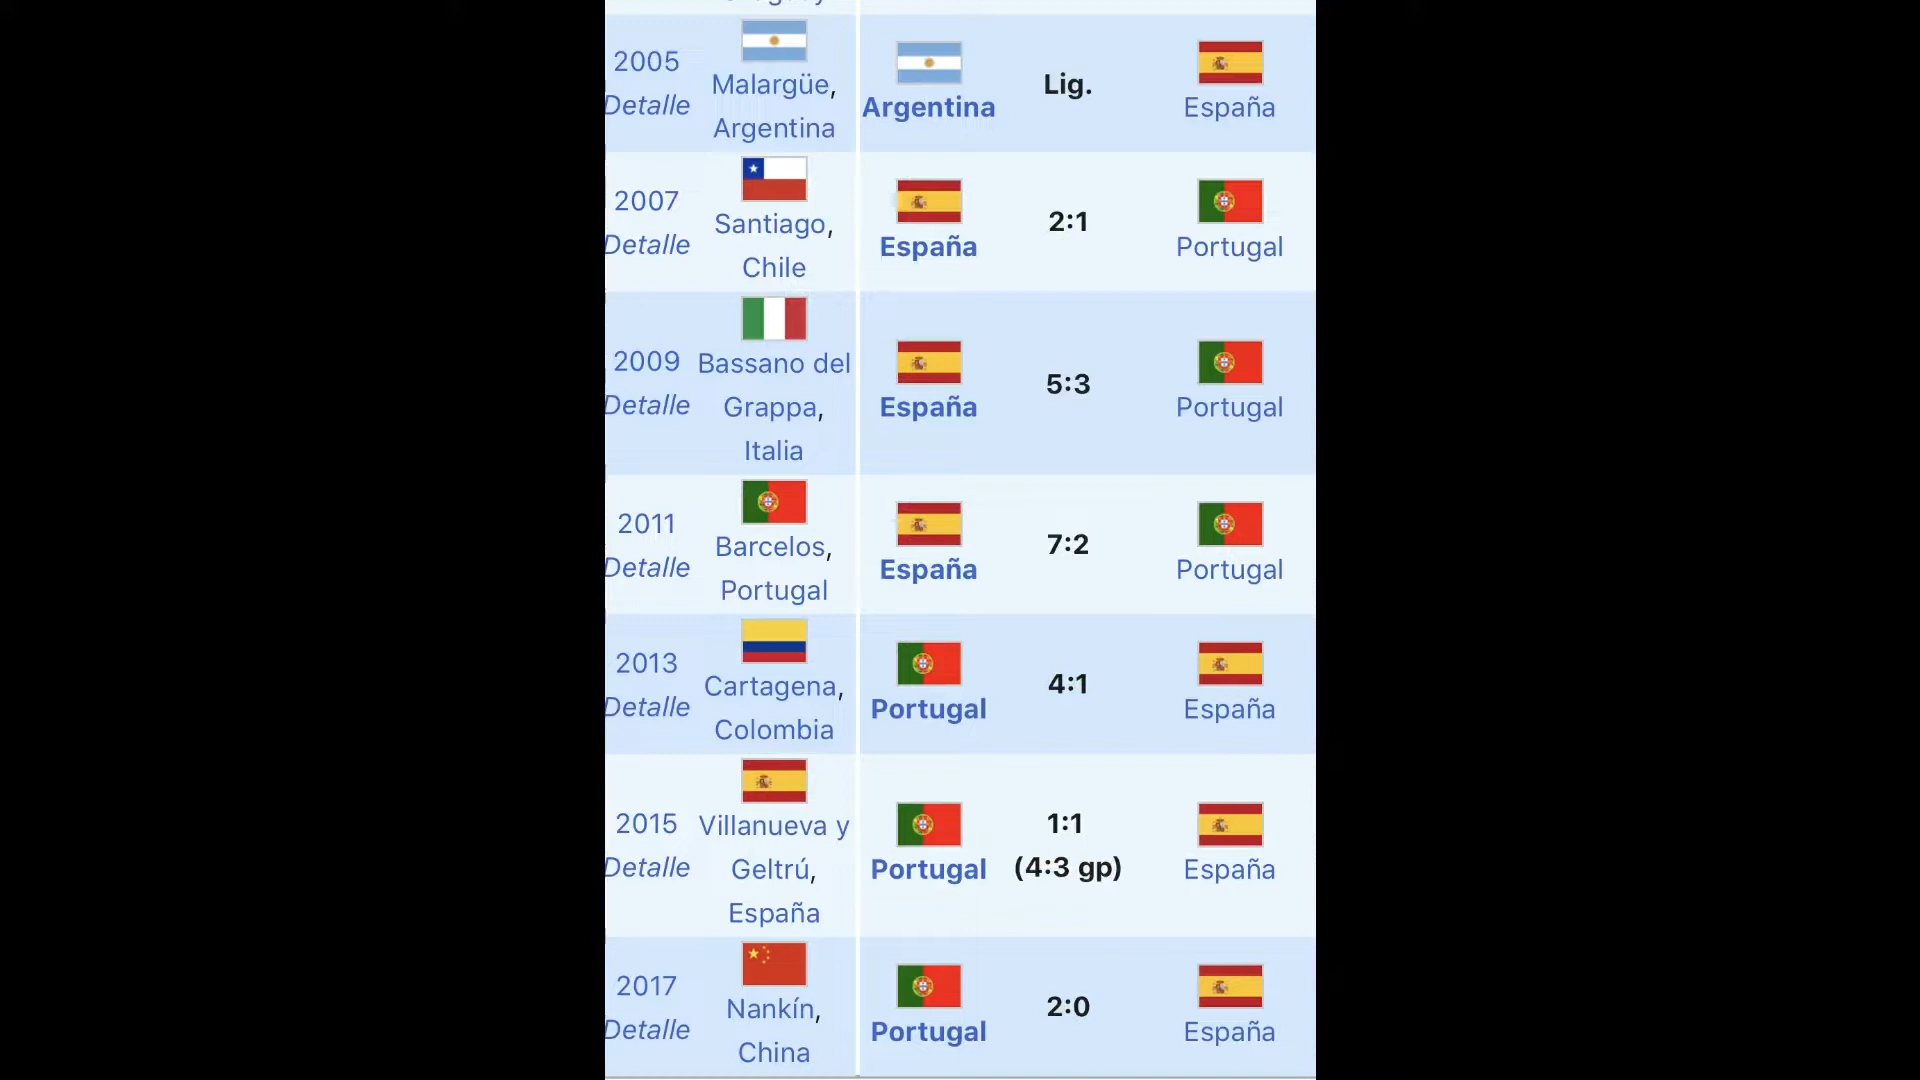 2005
Detalle
Malargüe,
Argentina
Argentina
Lig.
España
2007
Detalle
Santiago,
Chile
España
2:1
Portugal
2009
Detalle
Bassano del
Grappa,
Italia
España
5:3
Portugal
2011
Detalle
Barcelos,
Portugal
España
7:2
Portugal
2013
Detalle
Cartagena,
Colombia
Portugal
4:1
España
2015
Detalle
Villanueva y
Geltrú,
España
Portugal
1:1
(4:3 gp)
España
2017
Detalle
Nankín,
China
Portugal
2:0
España